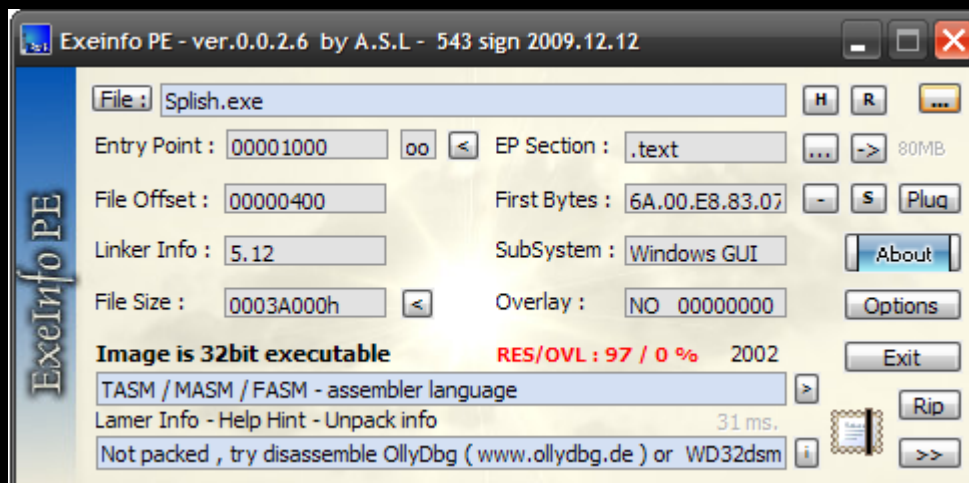 Exeinfo PE - ver.0.0.2.6 by A.S.L - 543 sign 2009.12.12
File : Splish.exe H R ...
Entry Point : 00001000 oo < EP Section : .text ... -> 80MB
File Offset : 00000400 First Bytes : 6A.00.E8.83.07 - S Plug
Linker Info : 5.12 SubSystem : Windows GUI About
File Size : 0003A000h < Overlay : NO 00000000 Options
Image is 32bit executable RES/OVL : 97 / 0 % 2002 Exit
TASM / MASM / FASM - assembler language >
Lamer Info - Help Hint - Unpack info 31 ms. Rip
Not packed , try disassemble OllyDbg ( www.ollydbg.de ) or WD32dsm i >>
ExeInfo PE